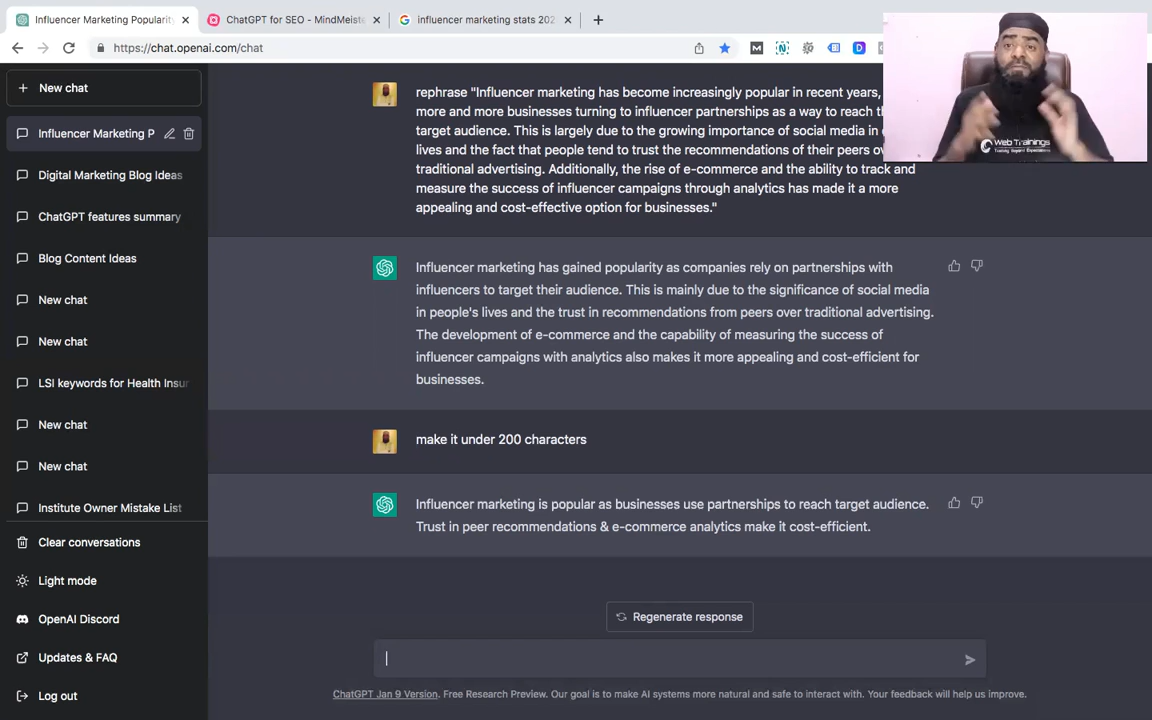 Influencer Marketing Popularity
ChatGPT for SEO - MindMeiste
influencer marketing stats 202
https://chat.openai.com/chat
New chat
Influencer Marketing P
Digital Marketing Blog Ideas
ChatGPT features summary
Blog Content Ideas
New chat
New chat
LSI keywords for Health Insur
New chat
New chat
Institute Owner Mistake List
Clear conversations
Light mode
OpenAI Discord
Updates & FAQ
Log out
rephrase "Influencer marketing has become increasingly popular in recent years,
more and more businesses turning to influencer partnerships as a way to reach th
target audience. This is largely due to the growing importance of social media in
lives and the fact that people tend to trust the recommendations of their peers ov
traditional advertising. Additionally, the rise of e-commerce and the ability to track and
measure the success of influencer campaigns through analytics has made it a more
appealing and cost-effective option for businesses."
Influencer marketing has gained popularity as companies rely on partnerships with
influencers to target their audience. This is mainly due to the significance of social media
in people's lives and the trust in recommendations from peers over traditional advertising.
The development of e-commerce and the capability of measuring the success of
influencer campaigns with analytics also makes it more appealing and cost-efficient for
businesses.
make it under 200 characters
Influencer marketing is popular as businesses use partnerships to reach target audience.
Trust in peer recommendations & e-commerce analytics make it cost-efficient.
Regenerate response
ChatGPT Jan 9 Version. Free Research Preview. Our goal is to make AI systems more natural and safe to interact with. Your feedback will help us improve.
Web Trainings